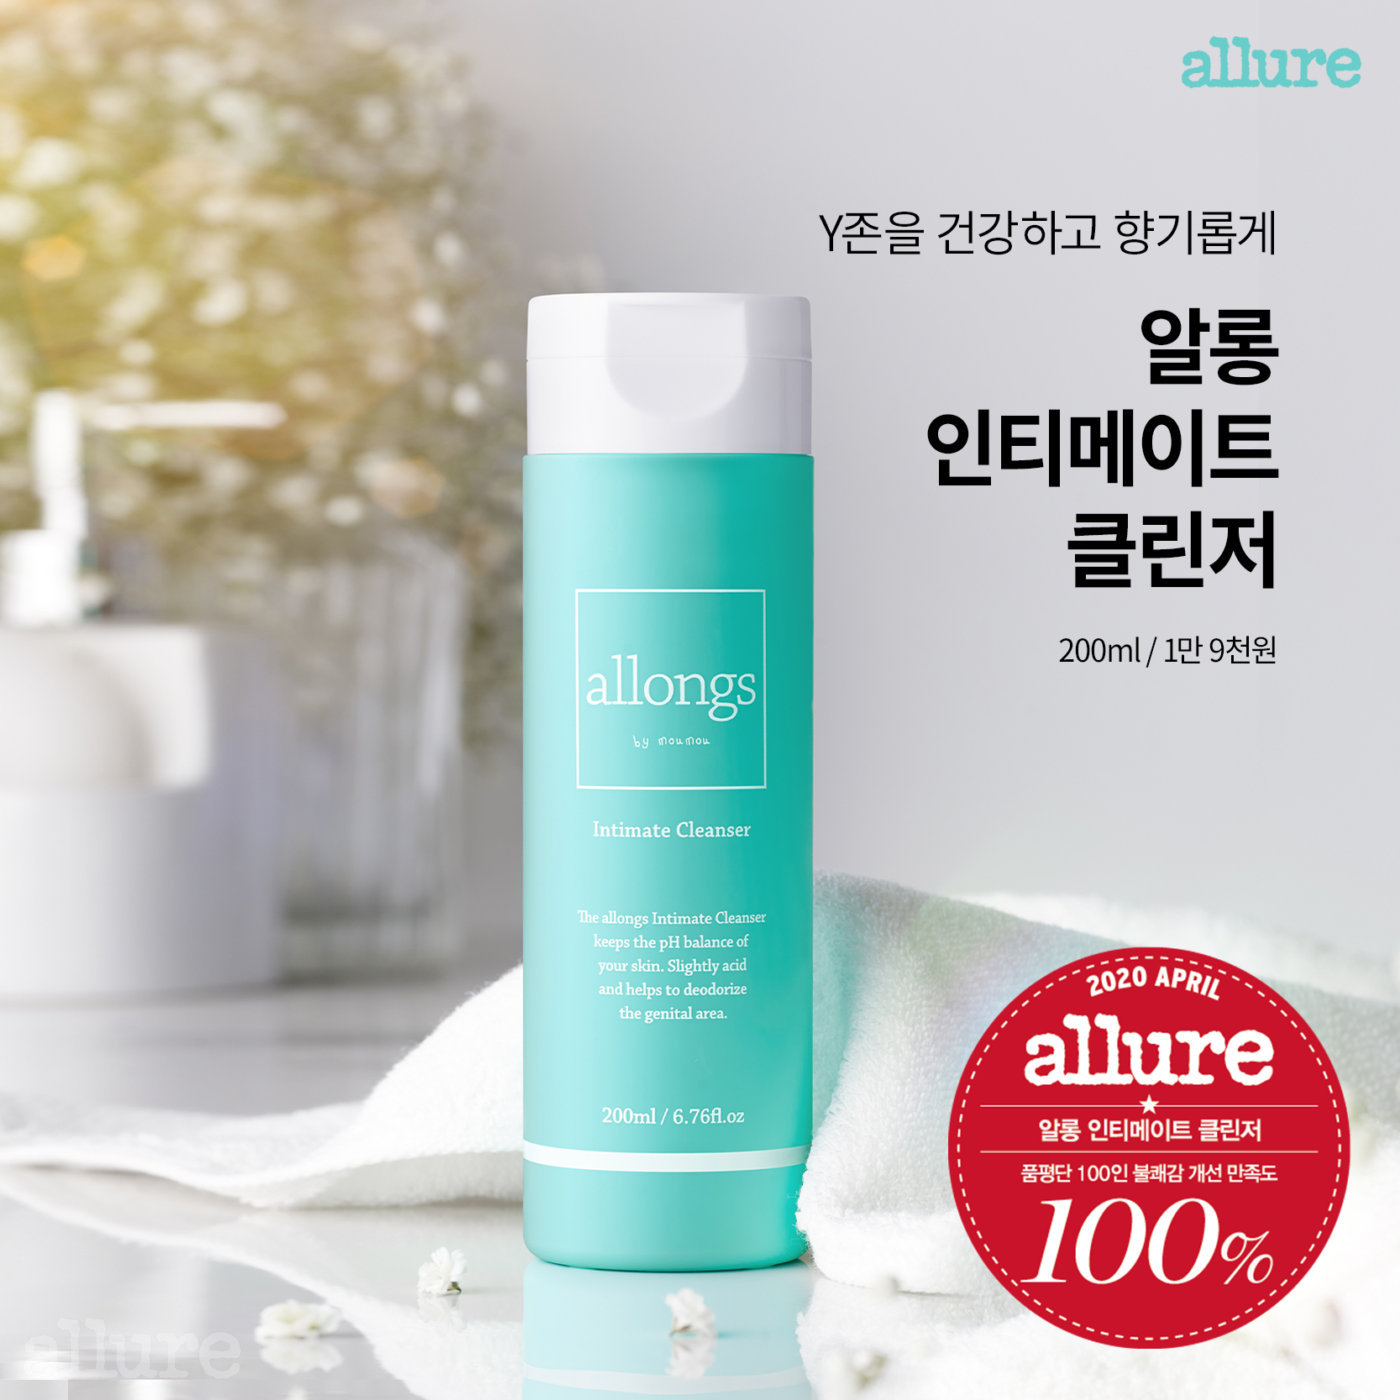 allure
Y존을 건강하고 향기롭게
알롱
인티메이트
클린저
200ml / 1만 9천원
allongs
by moumou
Intimate Cleanser
The allongs Intimate Cleanser
keeps the pH balance of
your skin. Slightly acid
and helps to deodorize
the genital area.
200ml / 6.76fl.oz
2020 APRIL
allure
알롱 인티메이트 클린저
품평단 100인 불쾌감 개선 만족도
100%
allure